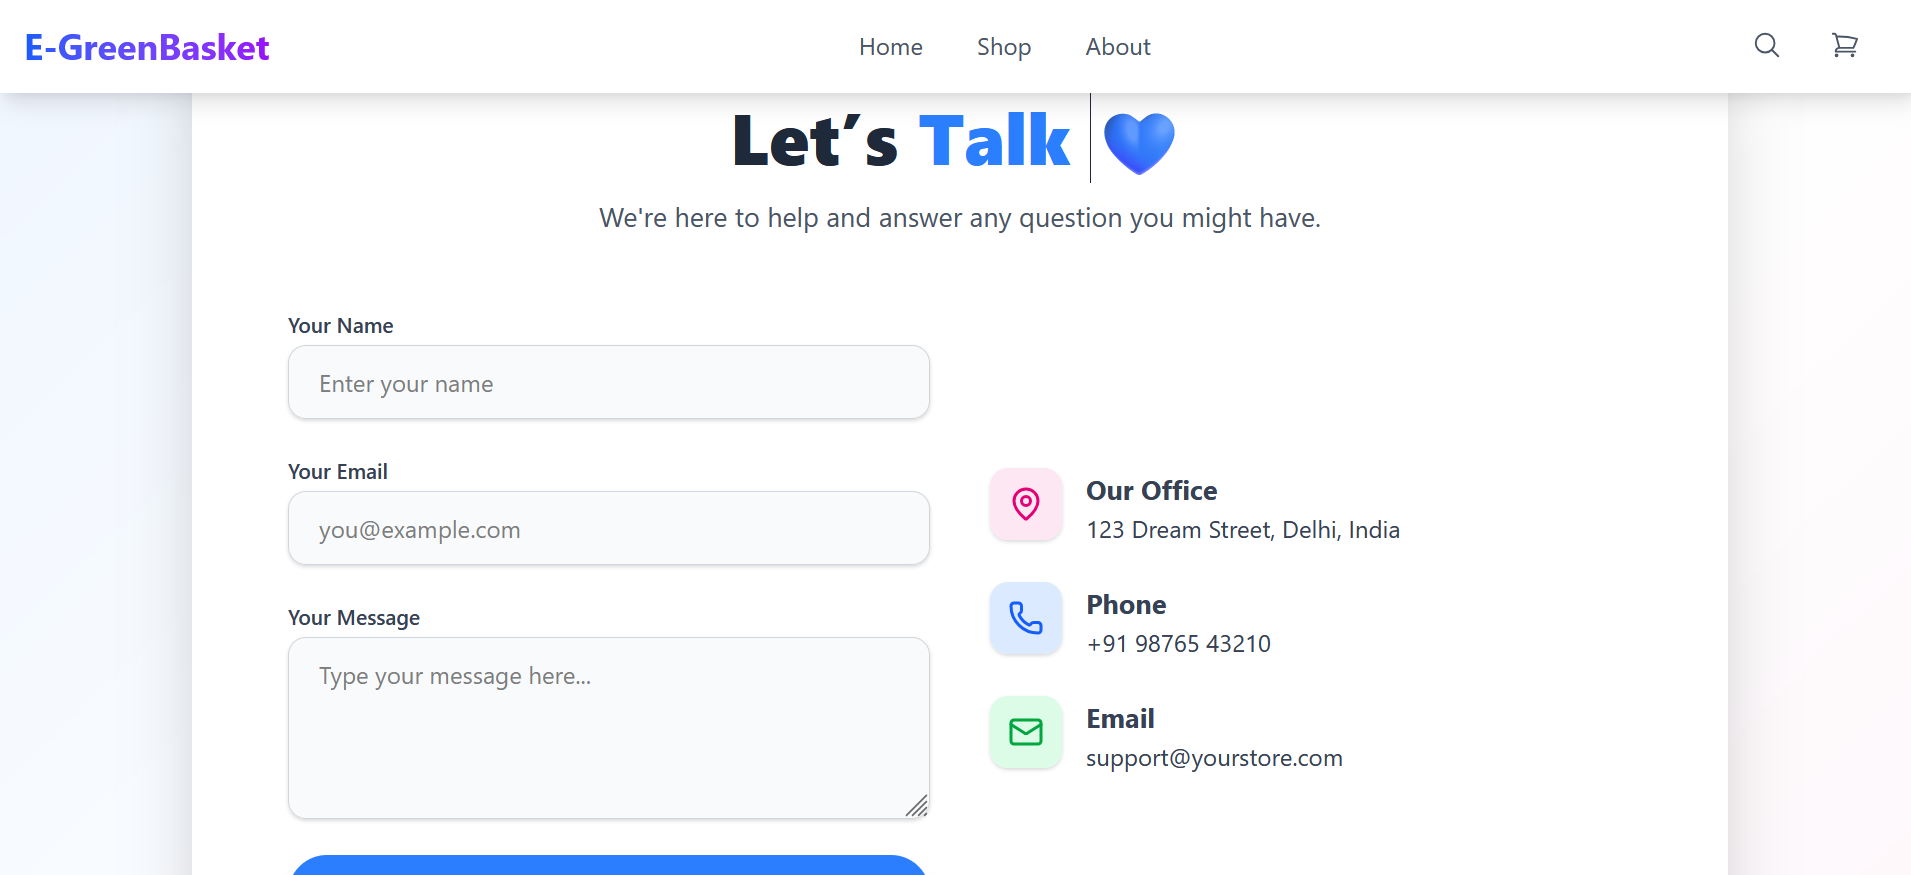 E-GreenBasket
Home Shop About
Let’s Talk 💙
We're here to help and answer any question you might have.
Your Name
Enter your name
Your Email
you@example.com
Your Message
Type your message here...
Our Office
123 Dream Street, Delhi, India
Phone
+91 98765 43210
Email
support@yourstore.com